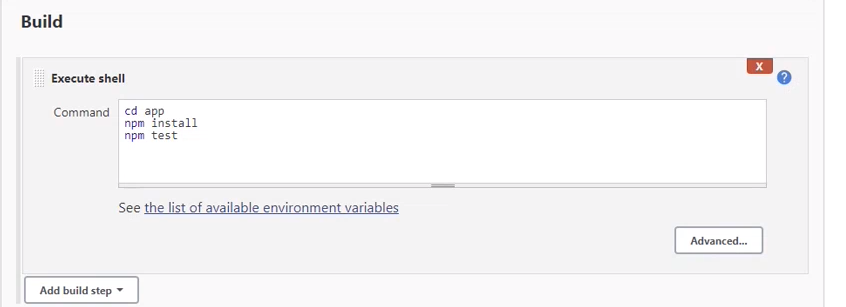 Build
Execute shell
X
?
Command
cd app
npm install
npm test
See the list of available environment variables
Advanced...
Add build step